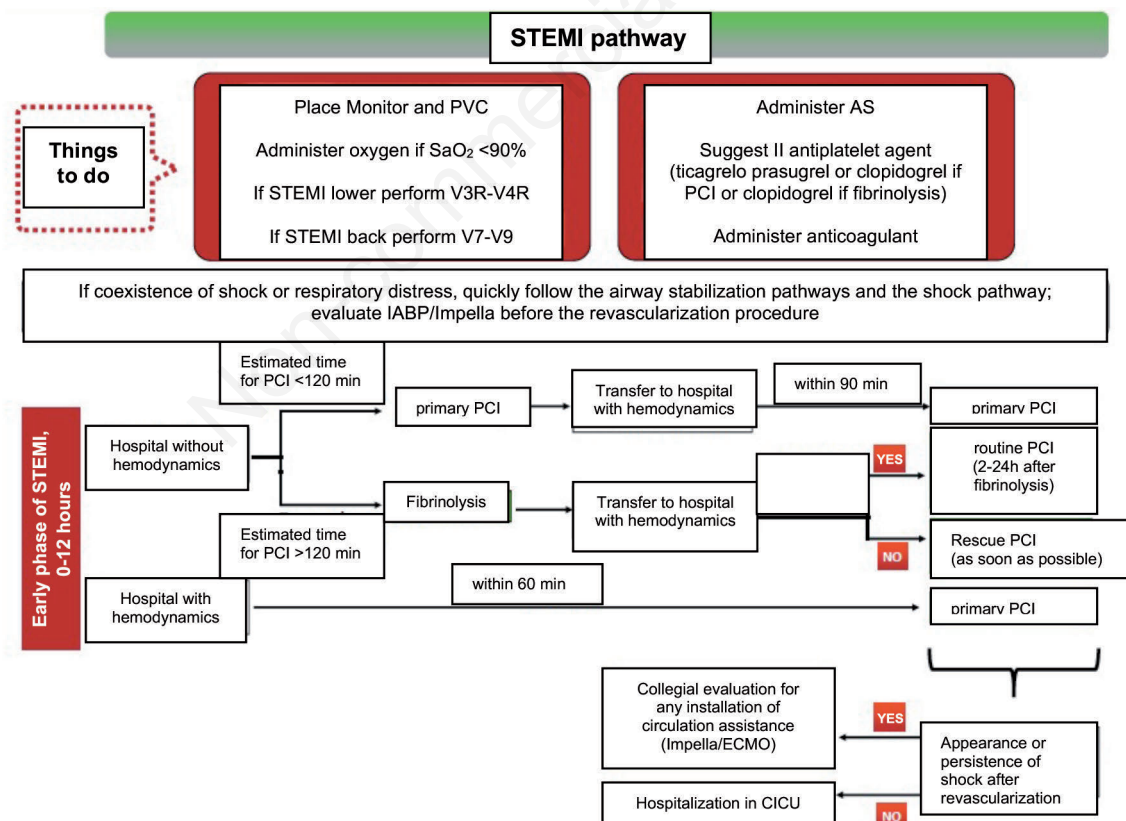 STEMI pathway
Things
to do
Place Monitor and PVC
Administer oxygen if SaO₂ <90%
If STEMI lower perform V3R-V4R
If STEMI back perform V7-V9
Administer AS
Suggest II antiplatelet agent
(ticagrelo prasugrel or clopidogrel if
PCI or clopidogrel if fibrinolysis)
Administer anticoagulant
If coexistence of shock or respiratory distress, quickly follow the airway stabilization pathways and the shock pathway;
evaluate IABP/Impella before the revascularization procedure
Early phase of STEMI,
0-12 hours
Hospital without
hemodynamics
Estimated time
for PCI <120 min
primary PCI
Transfer to hospital
with hemodynamics
within 90 min
primary PCI
Estimated time
for PCI >120 min
Fibrinolysis
Transfer to hospital
with hemodynamics
YES
routine PCI
(2-24h after
fibrinolysis)
NO
Rescue PCI
(as soon as possible)
Hospital with
hemodynamics
within 60 min
primary PCI
Appearance or
persistence of
shock after
revascularization
YES
Collegial evaluation for
any installation of
circulation assistance
(Impella/ECMO)
NO
Hospitalization in CICU
Non-commercial